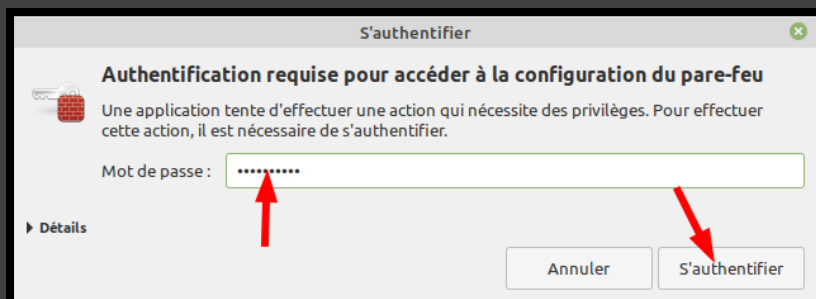 S'authentifier
Authentification requise pour accéder à la configuration du pare-feu
Une application tente d'effectuer une action qui nécessite des privilèges. Pour effectuer
cette action, il est nécessaire de s'authentifier.
Mot de passe : ••••••••••
Détails
Annuler
S'authentifier